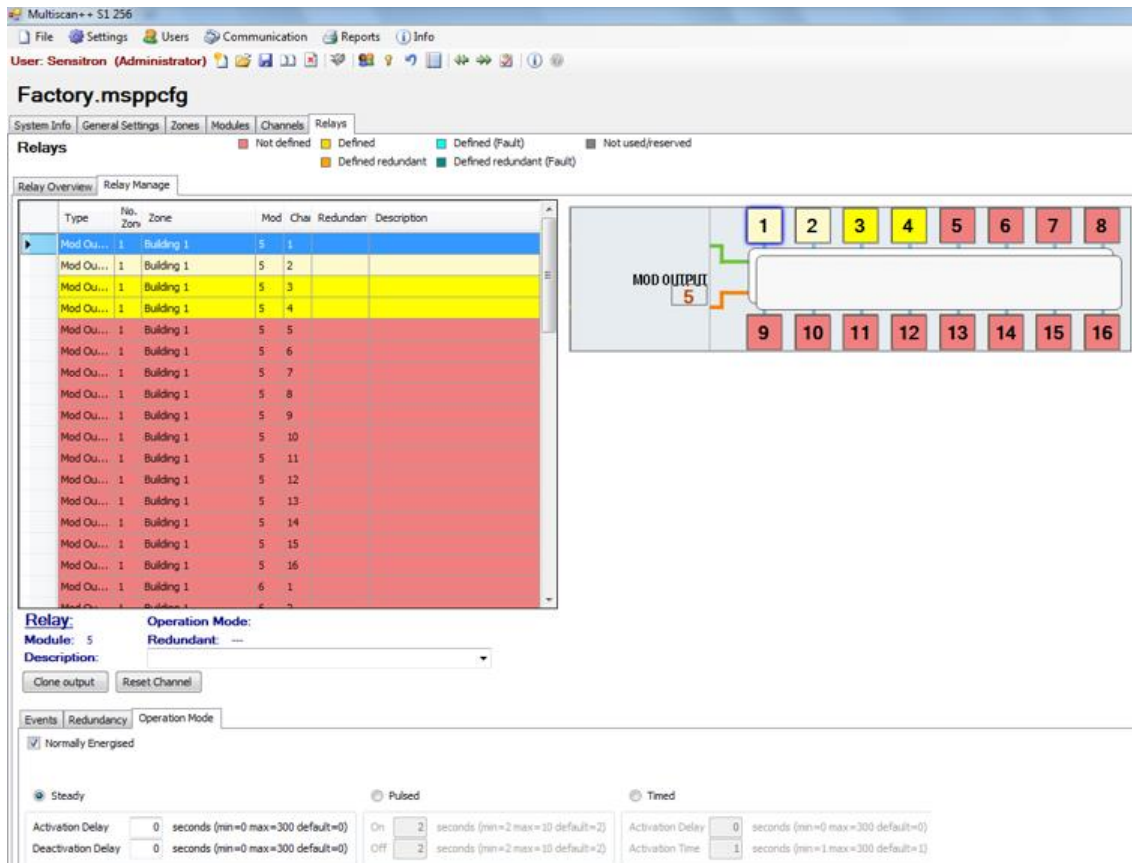 Multiscan++ S1 256
File Settings Users Communication Reports Info
User: Sensitron (Administrator)
Factory.msppcfg
System Info General Settings Zones Modules Channels Relays
Relays
Not defined Defined Defined (Fault) Not used/reserved
Defined redundant Defined redundant (Fault)
Relay Overview Relay Manage
Type No. Zone Zone Mod Chai Redundan Description
Mod Ou... 1 Building 1 5 1
Mod Ou... 1 Building 1 5 2
Mod Ou... 1 Building 1 5 3
Mod Ou... 1 Building 1 5 4
Mod Ou... 1 Building 1 5 5
Mod Ou... 1 Building 1 5 6
Mod Ou... 1 Building 1 5 7
Mod Ou... 1 Building 1 5 8
Mod Ou... 1 Building 1 5 9
Mod Ou... 1 Building 1 5 10
Mod Ou... 1 Building 1 5 11
Mod Ou... 1 Building 1 5 12
Mod Ou... 1 Building 1 5 13
Mod Ou... 1 Building 1 5 14
Mod Ou... 1 Building 1 5 15
Mod Ou... 1 Building 1 5 16
Mod Ou... 1 Building 1 6 1
1 2 3 4 5 6 7 8
MOD OUTPUT
5
9 10 11 12 13 14 15 16
Relay: Operation Mode:
Module: 5 Redundant: ---
Description:
Clone output Reset Channel
Events Redundancy Operation Mode
Normally Energised
Steady Pulsed Timed
Activation Delay 0 seconds (min=0 max=300 default=0) On 2 seconds (min=2 max=10 default=2) Activation Delay 0 seconds (min=0 max=300 default=0)
Deactivation Delay 0 seconds (min=0 max=300 default=0) Off 2 seconds (min=2 max=10 default=2) Activation Time 1 seconds (min=1 max=300 default=1)